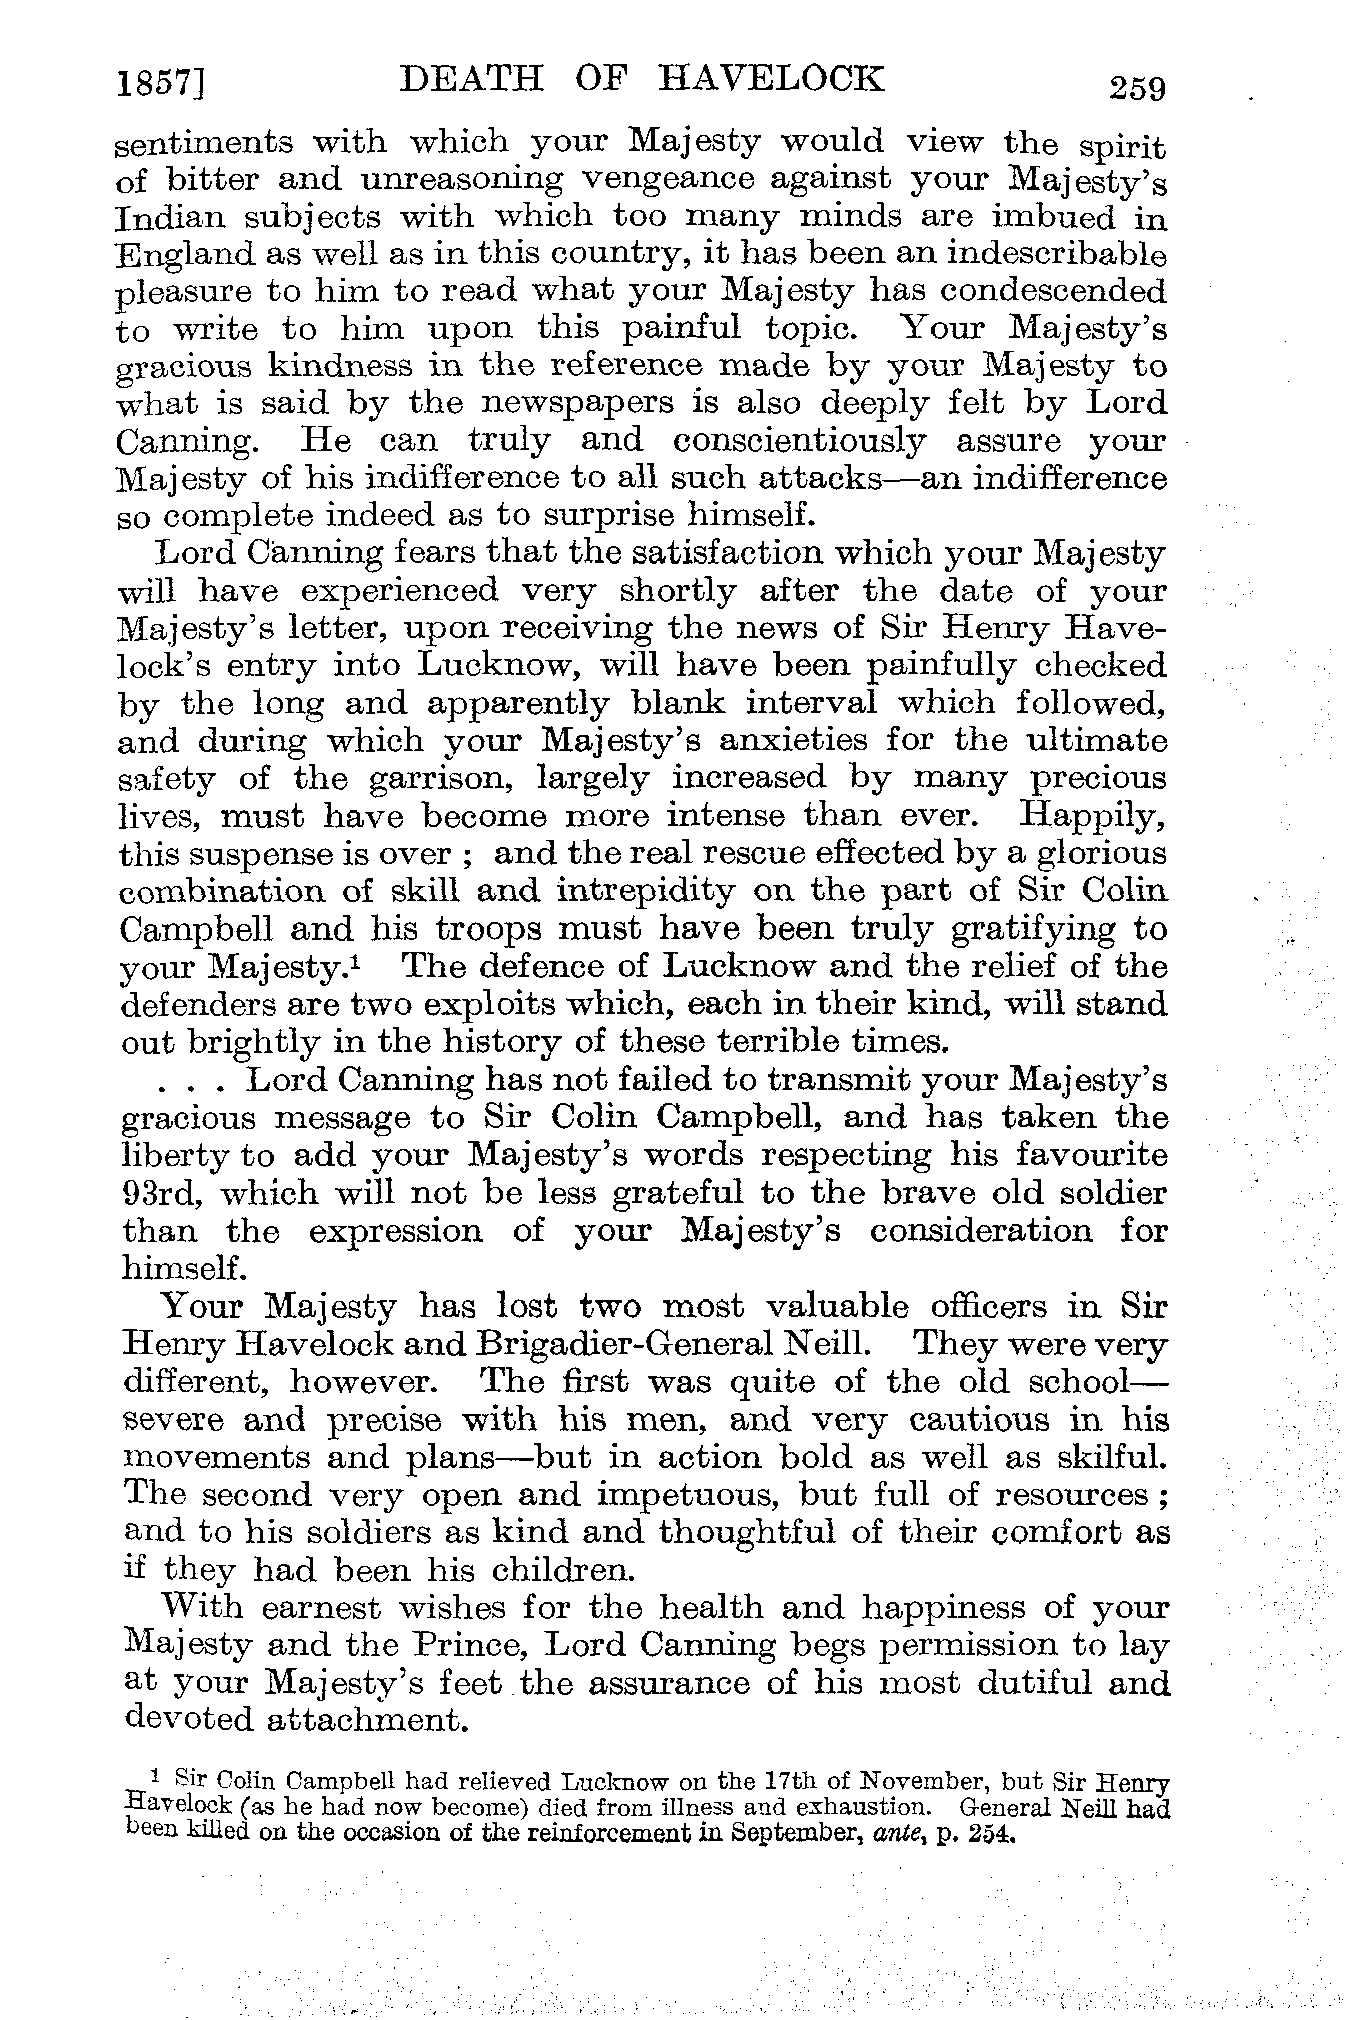 1857] DEATH OF HAVELOCK 259
sentiments with which your Majesty would view the spirit
of bitter and unreasoning vengeance against your Majesty's
Indian subjects with which too many minds are imbued in
England as well as in this country, it has been an indescribable
pleasure to him to read what your Majesty has condescended
to write to him upon this painful topic. Your Majesty's
gracious kindness in the reference made by your Majesty to
what is said by the newspapers is also deeply felt by Lord
Canning. He can truly and conscientiously assure your
Majesty of his indifference to all such attacks—an indifference
so complete indeed as to surprise himself.
Lord Canning fears that the satisfaction which your Majesty
will have experienced very shortly after the date of your
Majesty's letter, upon receiving the news of Sir Henry Have-
lock's entry into Lucknow, will have been painfully checked
by the long and apparently blank interval which followed,
and during which your Majesty's anxieties for the ultimate
safety of the garrison, largely increased by many precious
lives, must have become more intense than ever. Happily,
this suspense is over ; and the real rescue effected by a glorious
combination of skill and intrepidity on the part of Sir Colin
Campbell and his troops must have been truly gratifying to
your Majesty.¹ The defence of Lucknow and the relief of the
defenders are two exploits which, each in their kind, will stand
out brightly in the history of these terrible times.
. . . Lord Canning has not failed to transmit your Majesty's
gracious message to Sir Colin Campbell, and has taken the
liberty to add your Majesty's words respecting his favourite
93rd, which will not be less grateful to the brave old soldier
than the expression of your Majesty's consideration for
himself.
Your Majesty has lost two most valuable officers in Sir
Henry Havelock and Brigadier-General Neill. They were very
different, however. The first was quite of the old school—
severe and precise with his men, and very cautious in his
movements and plans—but in action bold as well as skilful.
The second very open and impetuous, but full of resources ;
and to his soldiers as kind and thoughtful of their comfort as
if they had been his children.
With earnest wishes for the health and happiness of your
Majesty and the Prince, Lord Canning begs permission to lay
at your Majesty's feet the assurance of his most dutiful and
devoted attachment.
¹ Sir Colin Campbell had relieved Lucknow on the 17th of November, but Sir Henry
Havelock (as he had now become) died from illness and exhaustion. General Neill had
been killed on the occasion of the reinforcement in September, ante, p. 254.